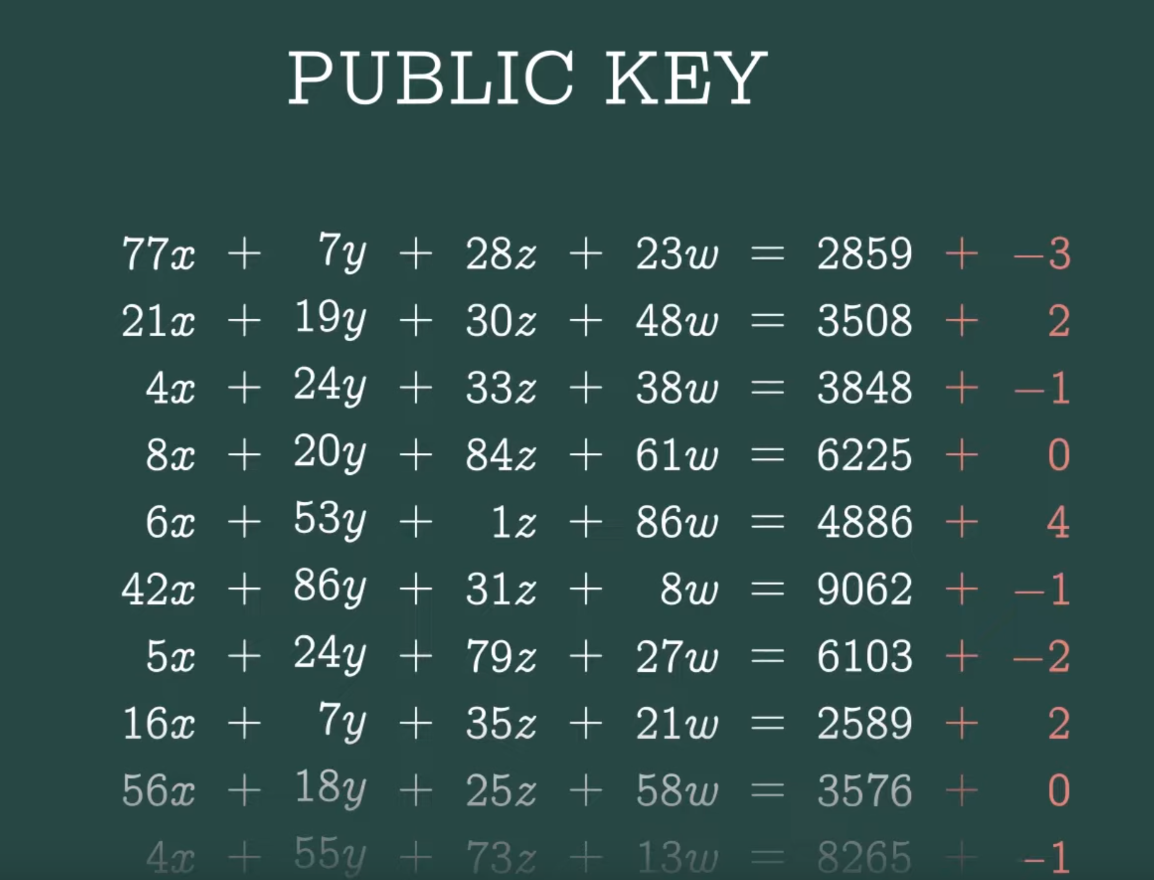 PUBLIC KEY
77x + 7y + 28z + 23w = 2859 + −3
21x + 19y + 30z + 48w = 3508 + 2
4x + 24y + 33z + 38w = 3848 + −1
8x + 20y + 84z + 61w = 6225 + 0
6x + 53y + 1z + 86w = 4886 + 4
42x + 86y + 31z + 8w = 9062 + −1
5x + 24y + 79z + 27w = 6103 + −2
16x + 7y + 35z + 21w = 2589 + 2
56x + 18y + 25z + 58w = 3576 + 0
4x + 55y + 73z + 13w = 8265 + −1